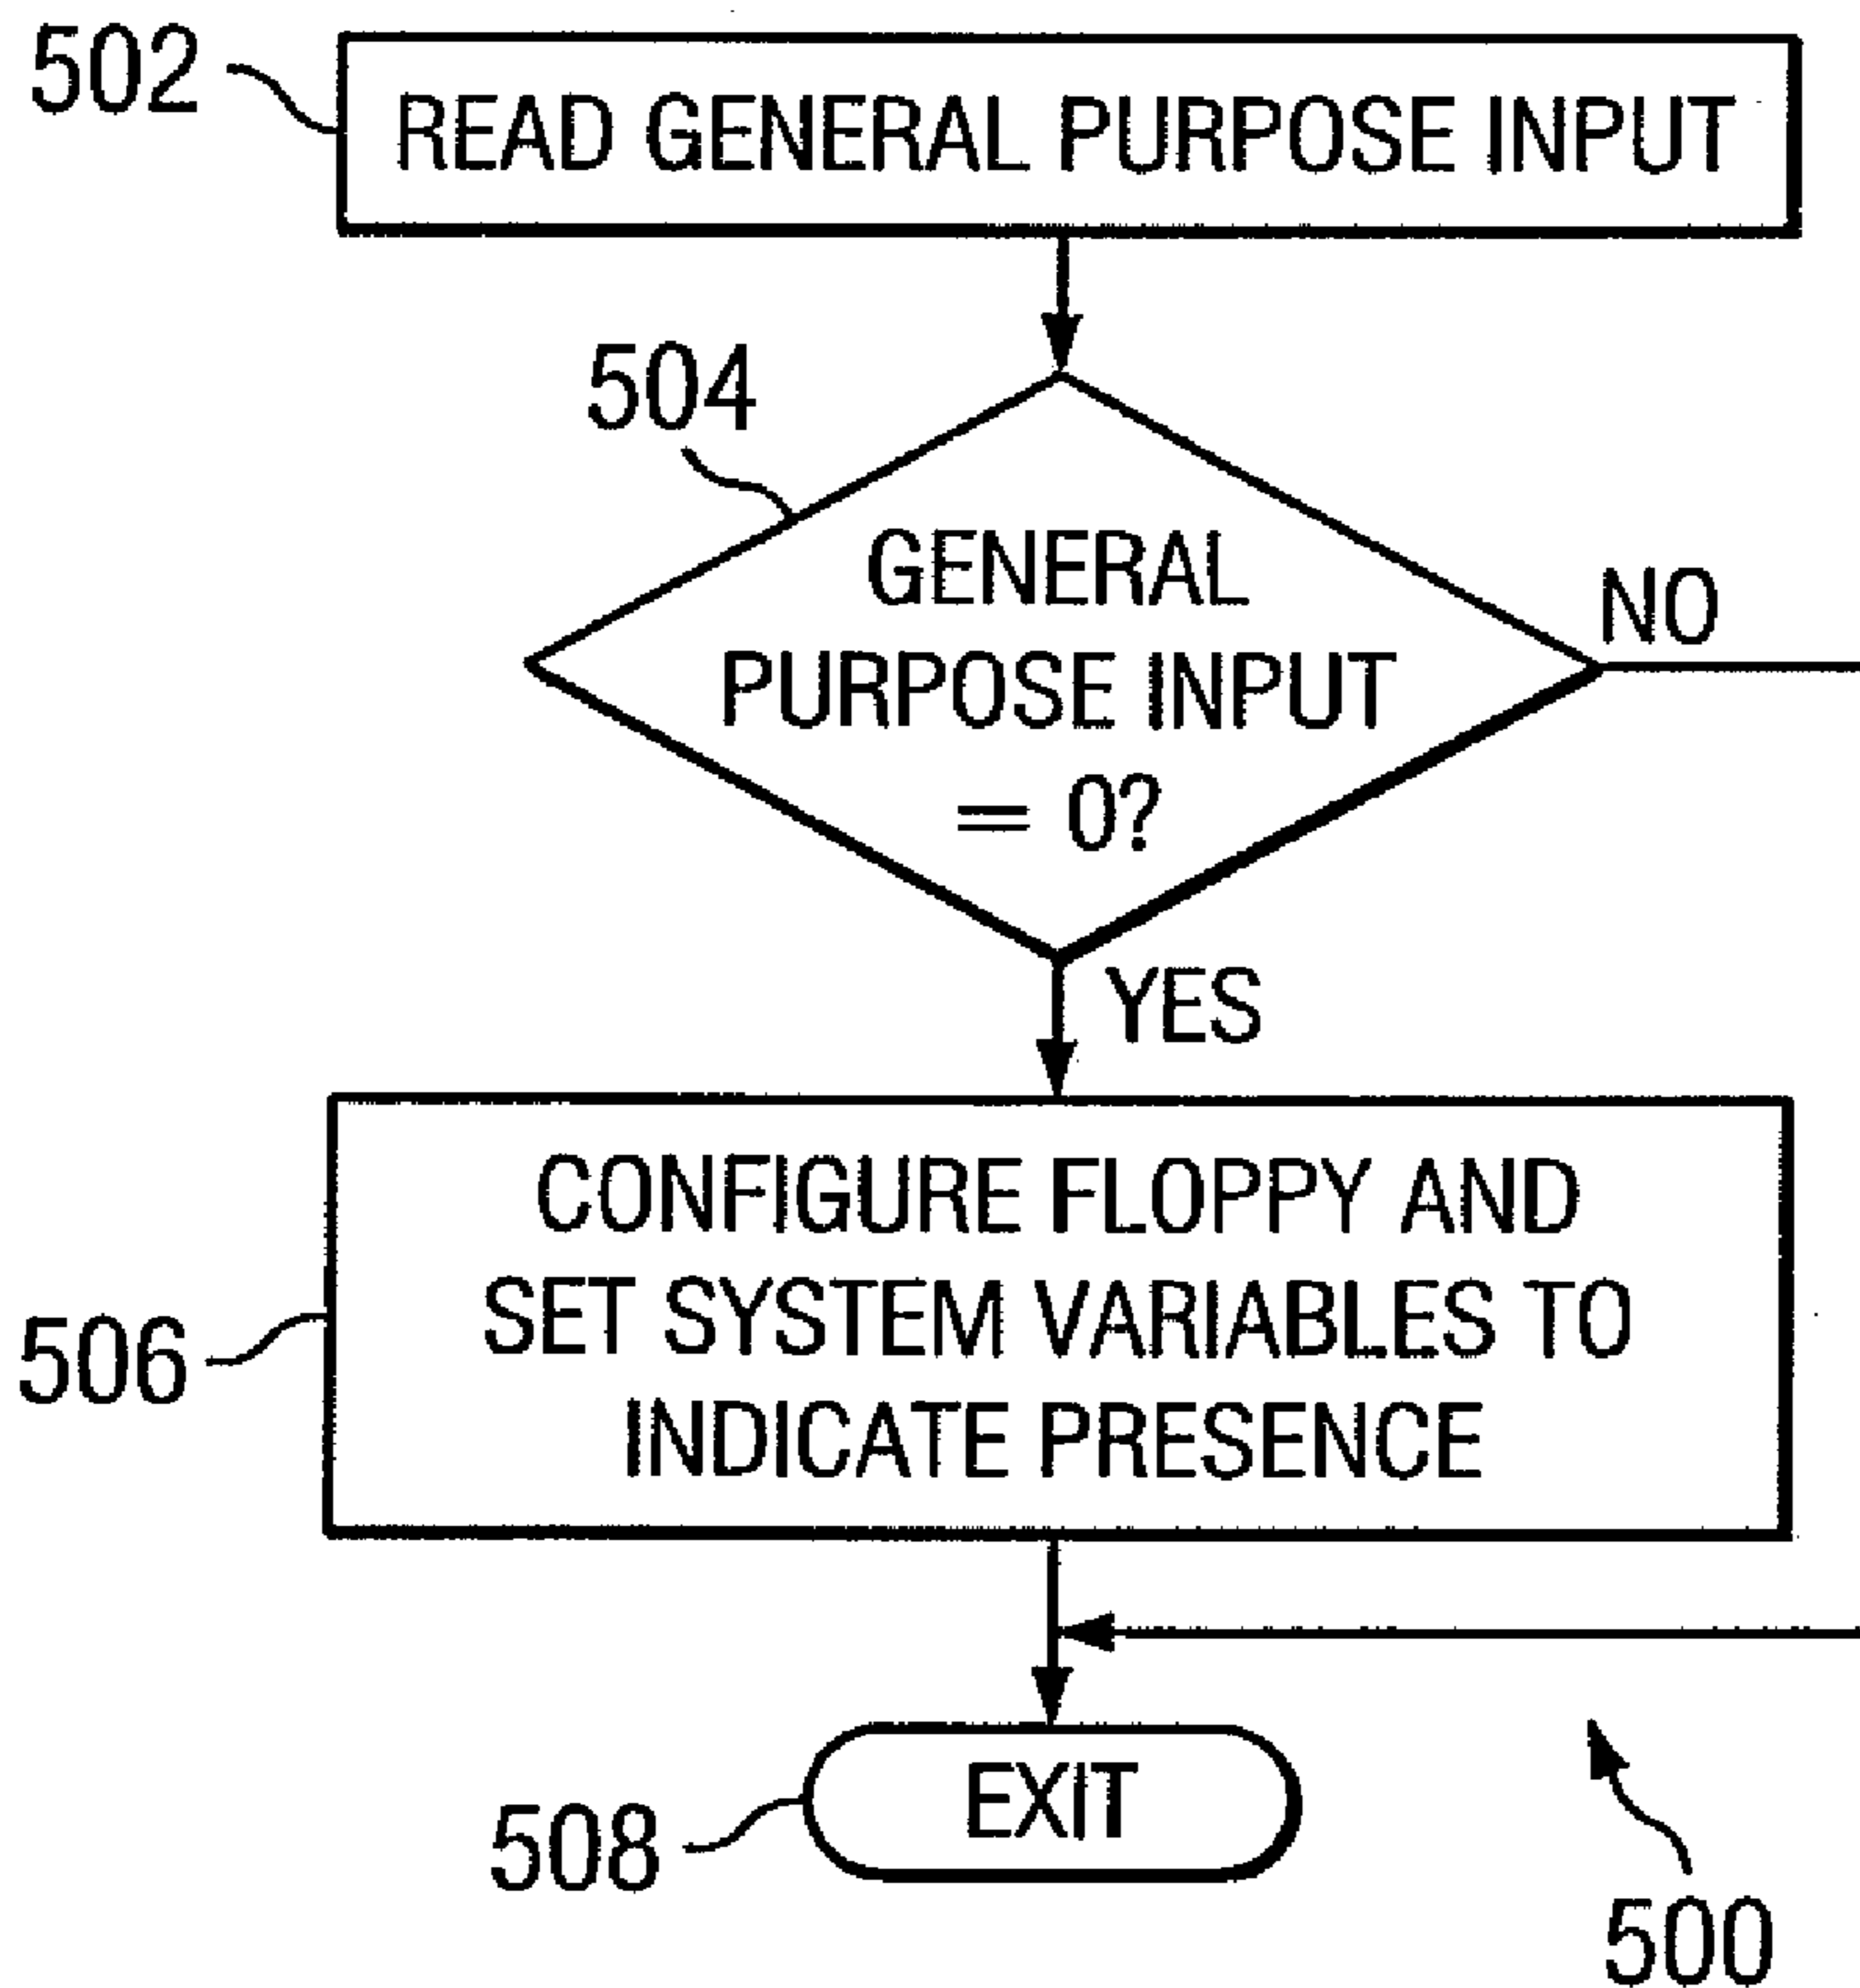 502
READ GENERAL PURPOSE INPUT
504
GENERAL
PURPOSE INPUT
= 0?
NO
YES
506
CONFIGURE FLOPPY AND
SET SYSTEM VARIABLES TO
INDICATE PRESENCE
508
EXIT
500